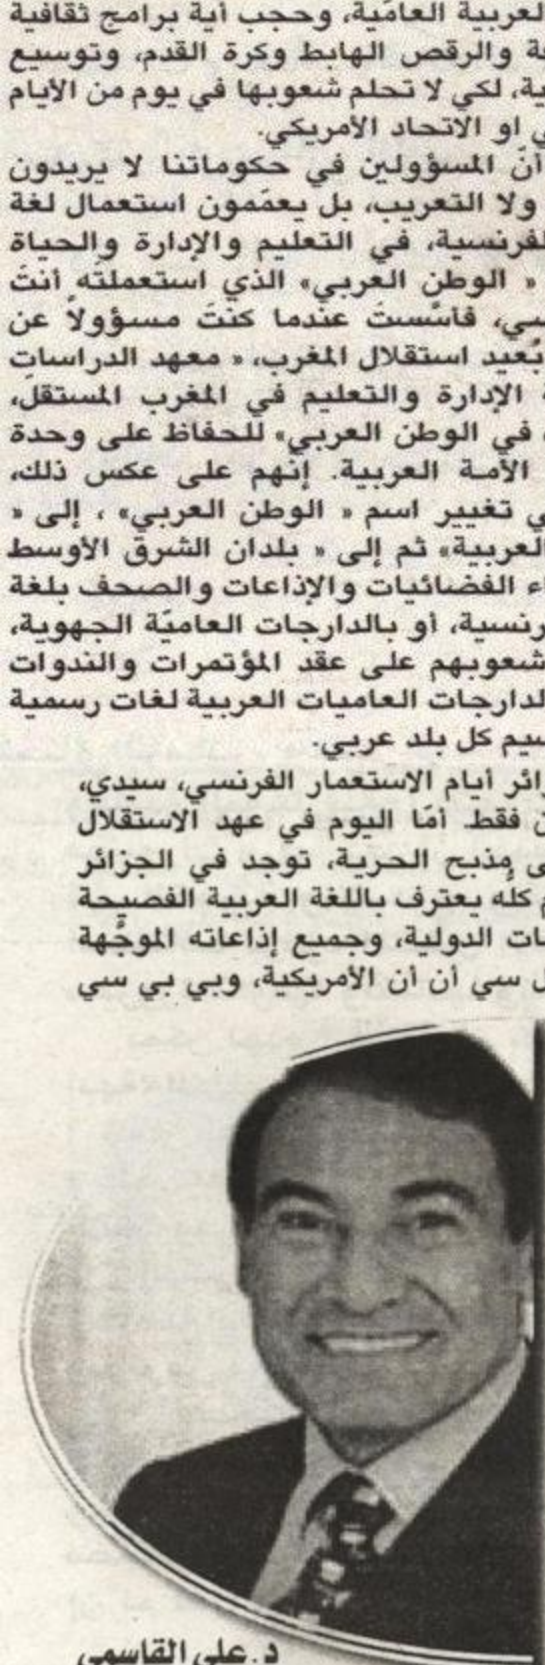 العربية العامّية، وحجب أية برامج ثقافية
والرقص الهابط وكرة القدم، وتوسيع
لكي لا تحلم شعوبها في يوم من الأيام
او الاتحاد الأمريكي.
أنّ المسؤولين في حكوماتنا لا يريدون
ولا التعريب، بل يعمّمون استعمال لغة
الفرنسية، في التعليم والإدارة والحياة
« الوطن العربي» الذي استعملته أنتَ
فأسّستَ عندما كنتَ مسؤولاً عن
بُعيد استقلال المغرب، « معهد الدراسات
الإدارة والتعليم في المغرب المستقل،
في الوطن العربي» للحفاظ على وحدة
الأمة العربية. إنّهم على عكس ذلك،
تغيير اسم « الوطن العربي» ، إلى «
العربية» ثم إلى « بلدان الشرق الأوسط
الفضائيات والإذاعات والصحف بلغة
أو بالدارجات العاميّة الجهوية،
شعوبهم على عقد المؤتمرات والندوات
الدارجات العاميات العربية لغات رسمية
كل بلد عربي.
أيام الاستعمار الفرنسي، سيدي،
فقط. أمّا اليوم في عهد الاستقلال
مذبح الحرية، توجد في الجزائر
كله يعترف باللغة العربية الفصيحة
الدولية، وجميع إذاعاته الموجَّهة
سي أن أن الأمريكية، وبي بي سي
د. علي القاسمي